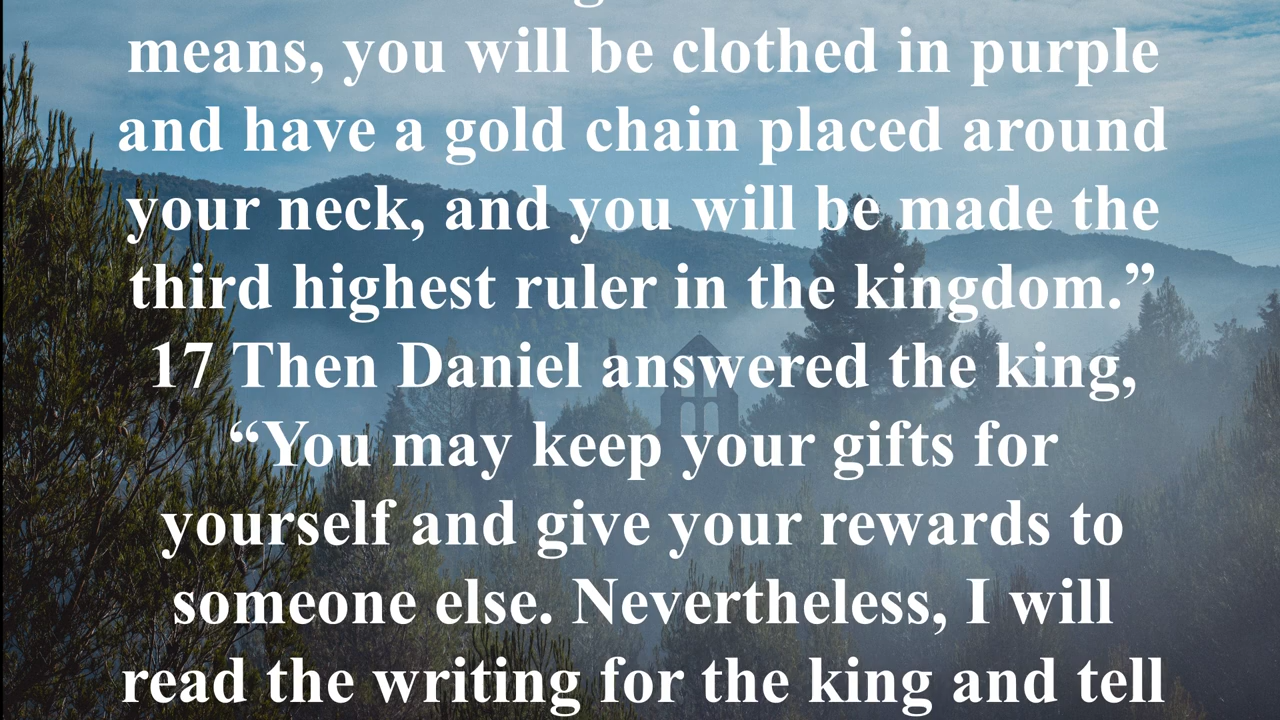 means, you will be clothed in purple
and have a gold chain placed around
your neck, and you will be made the
third highest ruler in the kingdom.”
17 Then Daniel answered the king,
“You may keep your gifts for
yourself and give your rewards to
someone else. Nevertheless, I will
read the writing for the king and tell